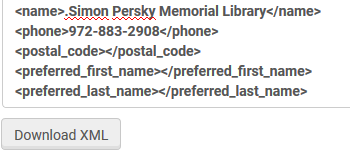 <name>.Simon Persky Memorial Library</name>
<phone>972-883-2908</phone>
<postal_code></postal_code>
<preferred_first_name></preferred_first_name>
<preferred_last_name></preferred_last_name>
Download XML